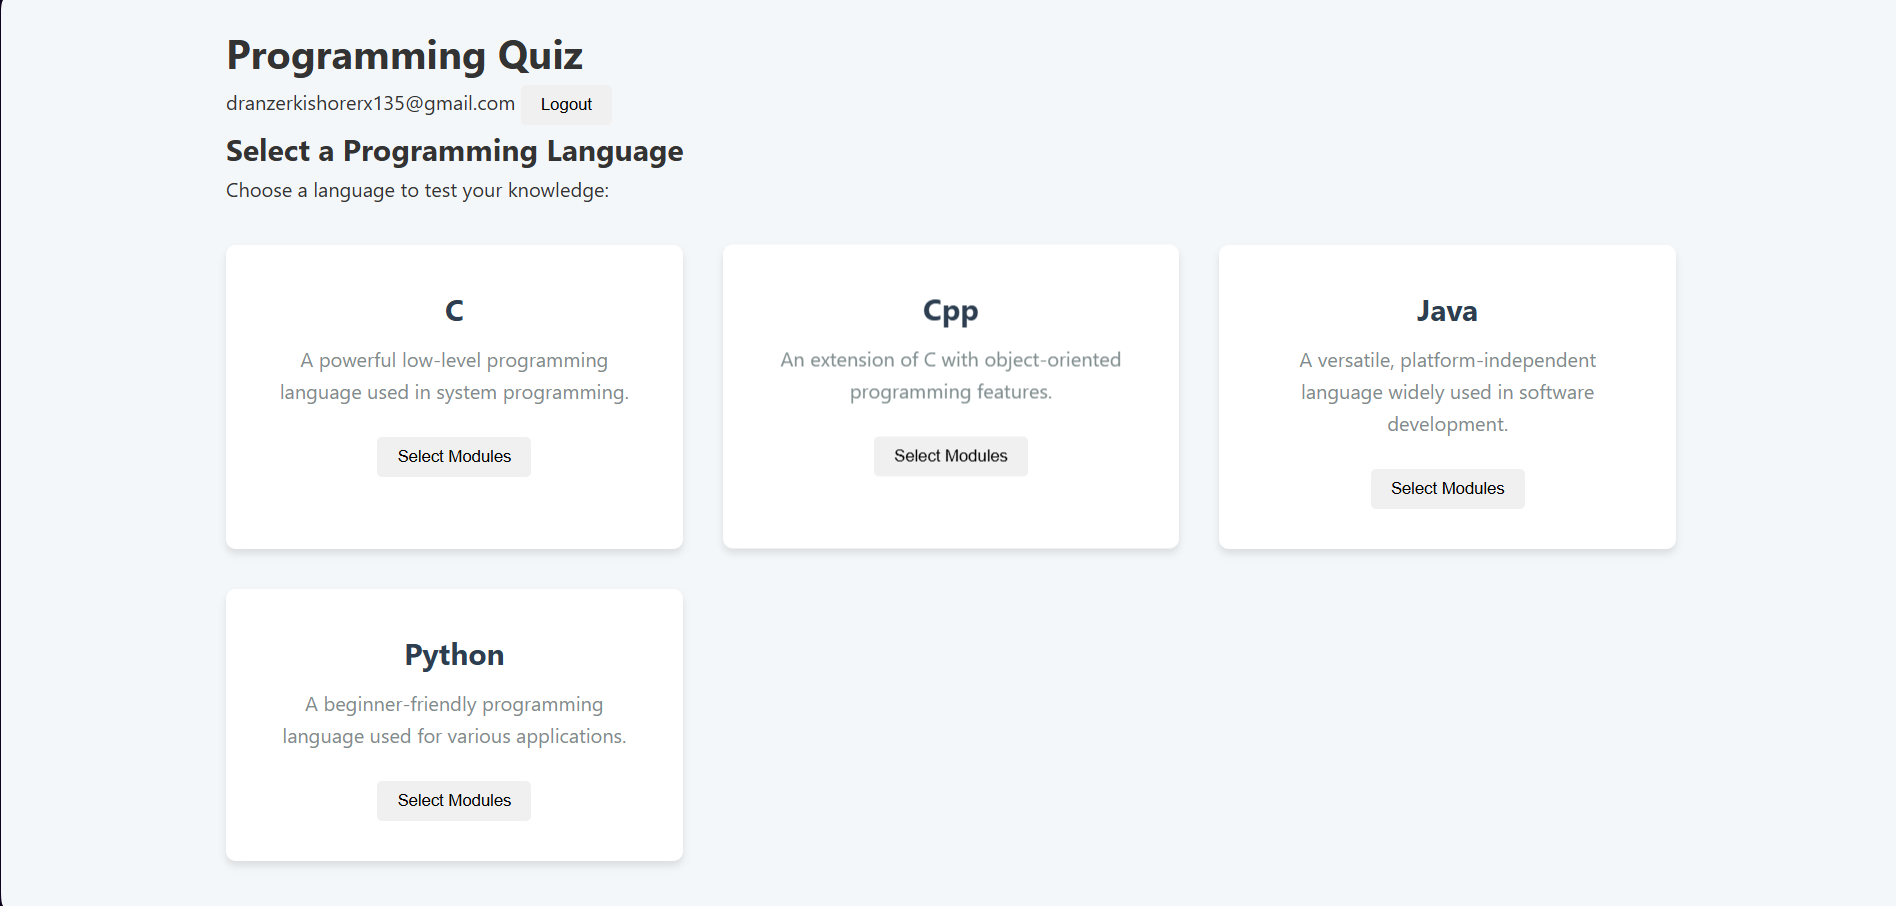 Programming Quiz
dranzerkishorerx135@gmail.com Logout
Select a Programming Language
Choose a language to test your knowledge:
C
A powerful low-level programming
language used in system programming.
Select Modules
Cpp
An extension of C with object-oriented
programming features.
Select Modules
Java
A versatile, platform-independent
language widely used in software
development.
Select Modules
Python
A beginner-friendly programming
language used for various applications.
Select Modules